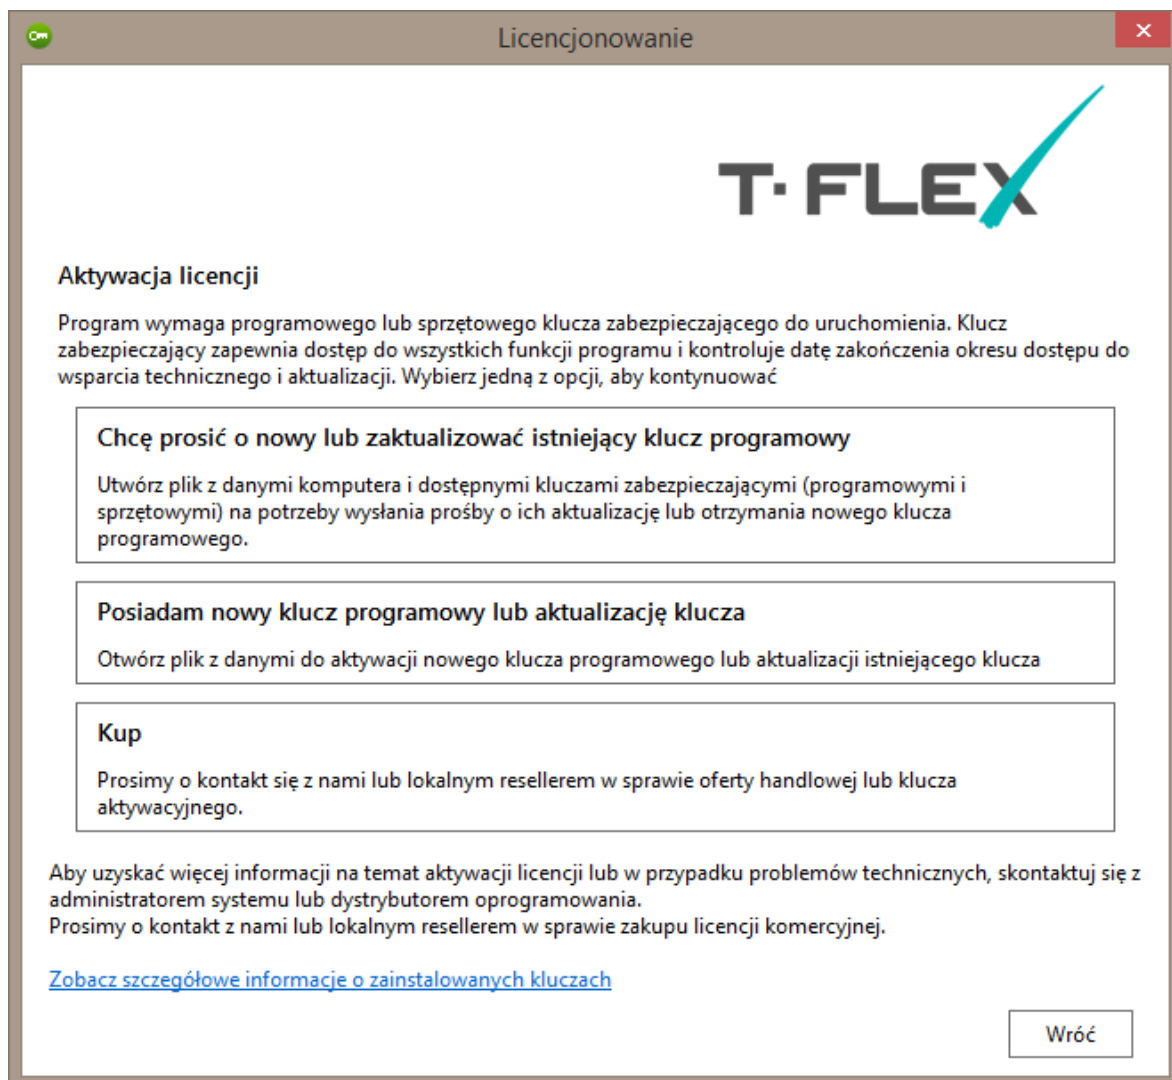 Licencjonowanie
T·FLEX
Aktywacja licencji
Program wymaga programowego lub sprzętowego klucza zabezpieczającego do uruchomienia. Klucz
zabezpieczający zapewnia dostęp do wszystkich funkcji programu i kontroluje datę zakończenia okresu dostępu do
wsparcia technicznego i aktualizacji. Wybierz jedną z opcji, aby kontynuować
Chcę prosić o nowy lub zaktualizować istniejący klucz programowy
Utwórz plik z danymi komputera i dostępnymi kluczami zabezpieczającymi (programowymi i
sprzętowymi) na potrzeby wysłania prośby o ich aktualizację lub otrzymania nowego klucza
programowego.
Posiadam nowy klucz programowy lub aktualizację klucza
Otwórz plik z danymi do aktywacji nowego klucza programowego lub aktualizacji istniejącego klucza
Kup
Prosimy o kontakt się z nami lub lokalnym resellerem w sprawie oferty handlowej lub klucza
aktywacyjnego.
Aby uzyskać więcej informacji na temat aktywacji licencji lub w przypadku problemów technicznych, skontaktuj się z
administratorem systemu lub dystrybutorem oprogramowania.
Prosimy o kontakt z nami lub lokalnym resellerem w sprawie zakupu licencji komercyjnej.
Zobacz szczegółowe informacje o zainstalowanych kluczach
Wróć